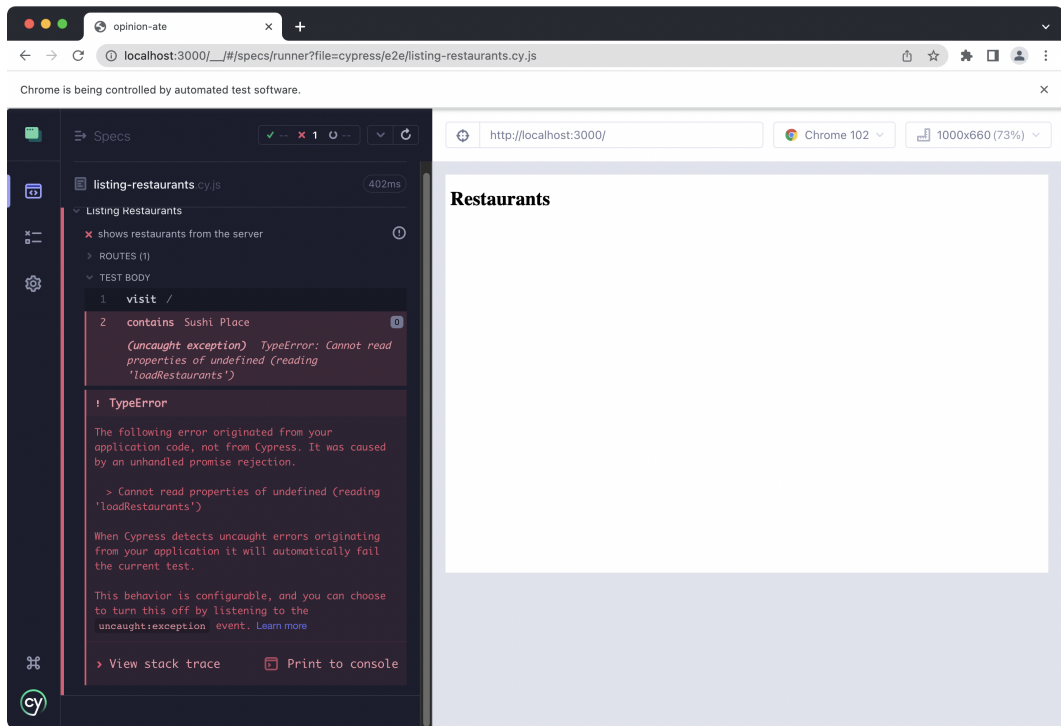 opinion-ate
localhost:3000/__/#/specs/runner?file=cypress/e2e/listing-restaurants.cy.js
Chrome is being controlled by automated test software.
Specs
-- 1 --
http://localhost:3000/
Chrome 102
1000x660 (73%)
listing-restaurants.cy.js
402ms
Listing Restaurants
shows restaurants from the server
ROUTES (1)
TEST BODY
1 visit /
2 contains Sushi Place 0
(uncaught exception) TypeError: Cannot read
properties of undefined (reading
'loadRestaurants')
! TypeError
The following error originated from your
application code, not from Cypress. It was caused
by an unhandled promise rejection.
> Cannot read properties of undefined (reading
'loadRestaurants')
When Cypress detects uncaught errors originating
from your application it will automatically fail
the current test.
This behavior is configurable, and you can choose
to turn this off by listening to the
uncaught:exception event. Learn more
> View stack trace
Print to console
cy
Restaurants